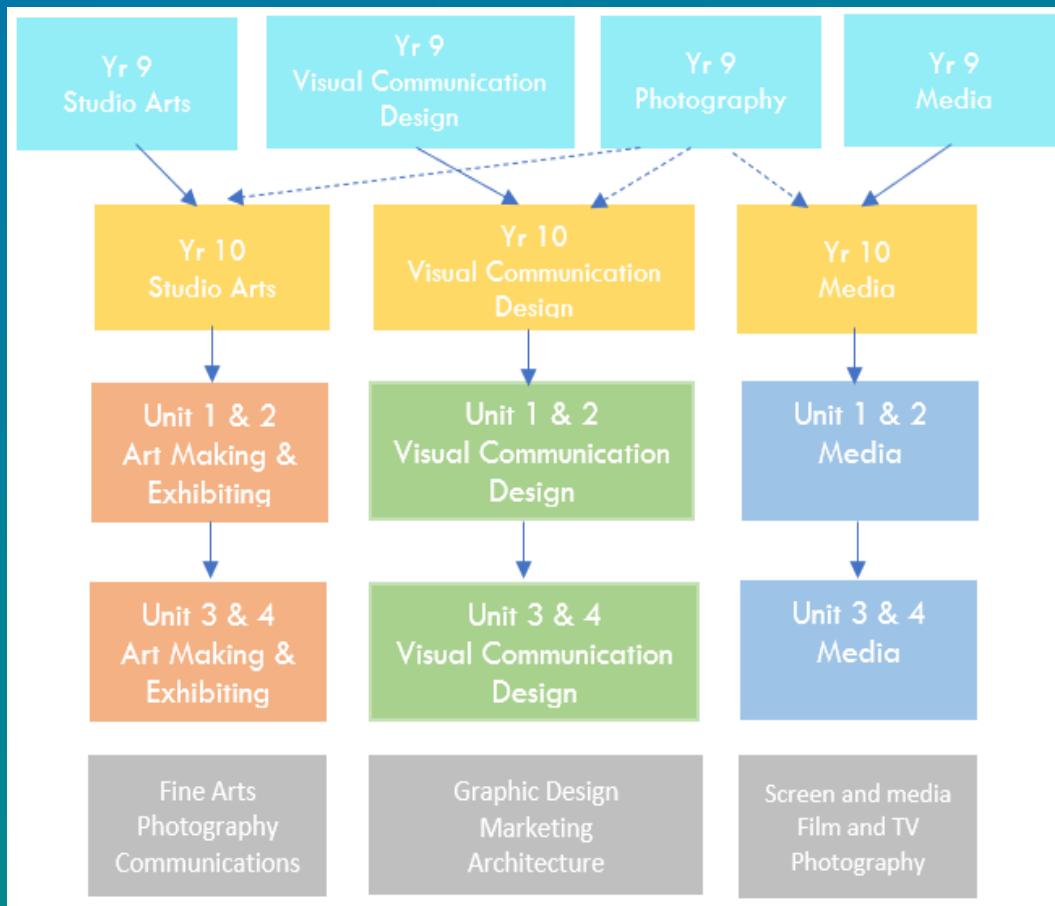 Yr 9
Studio Arts
Yr 9
Visual Communication
Design
Yr 9
Photography
Yr 9
Media
Yr 10
Studio Arts
Yr 10
Visual Communication
Design
Yr 10
Media
Unit 1 & 2
Art Making &
Exhibiting
Unit 1 & 2
Visual Communication
Design
Unit 1 & 2
Media
Unit 3 & 4
Art Making &
Exhibiting
Unit 3 & 4
Visual Communication
Design
Unit 3 & 4
Media
Fine Arts
Photography
Communications
Graphic Design
Marketing
Architecture
Screen and media
Film and TV
Photography